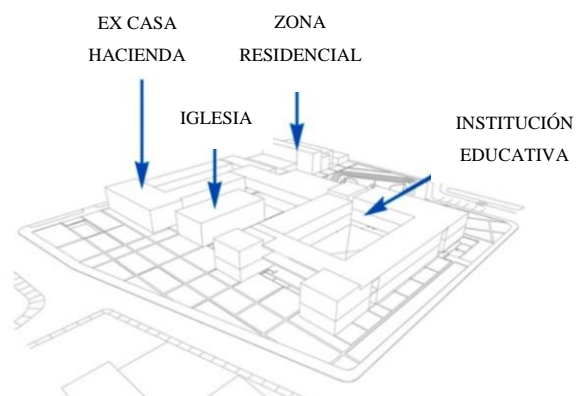 EX CASA
HACIENDA
ZONA
RESIDENCIAL
IGLESIA
INSTITUCIÓN
EDUCATIVA